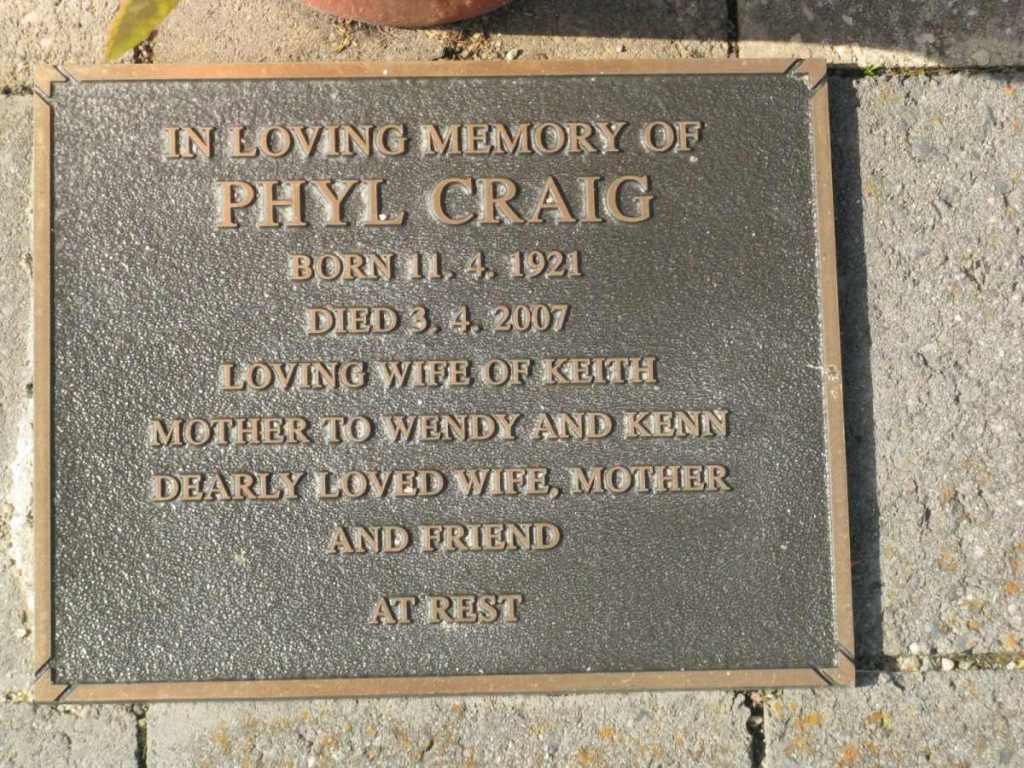 IN LOVING MEMORY OF
PHYL CRAIG
BORN 11. 4. 1921
DIED 3. 4. 2007
LOVING WIFE OF KEITH
MOTHER TO WENDY AND KENN
DEARLY LOVED WIFE, MOTHER
AND FRIEND
AT REST